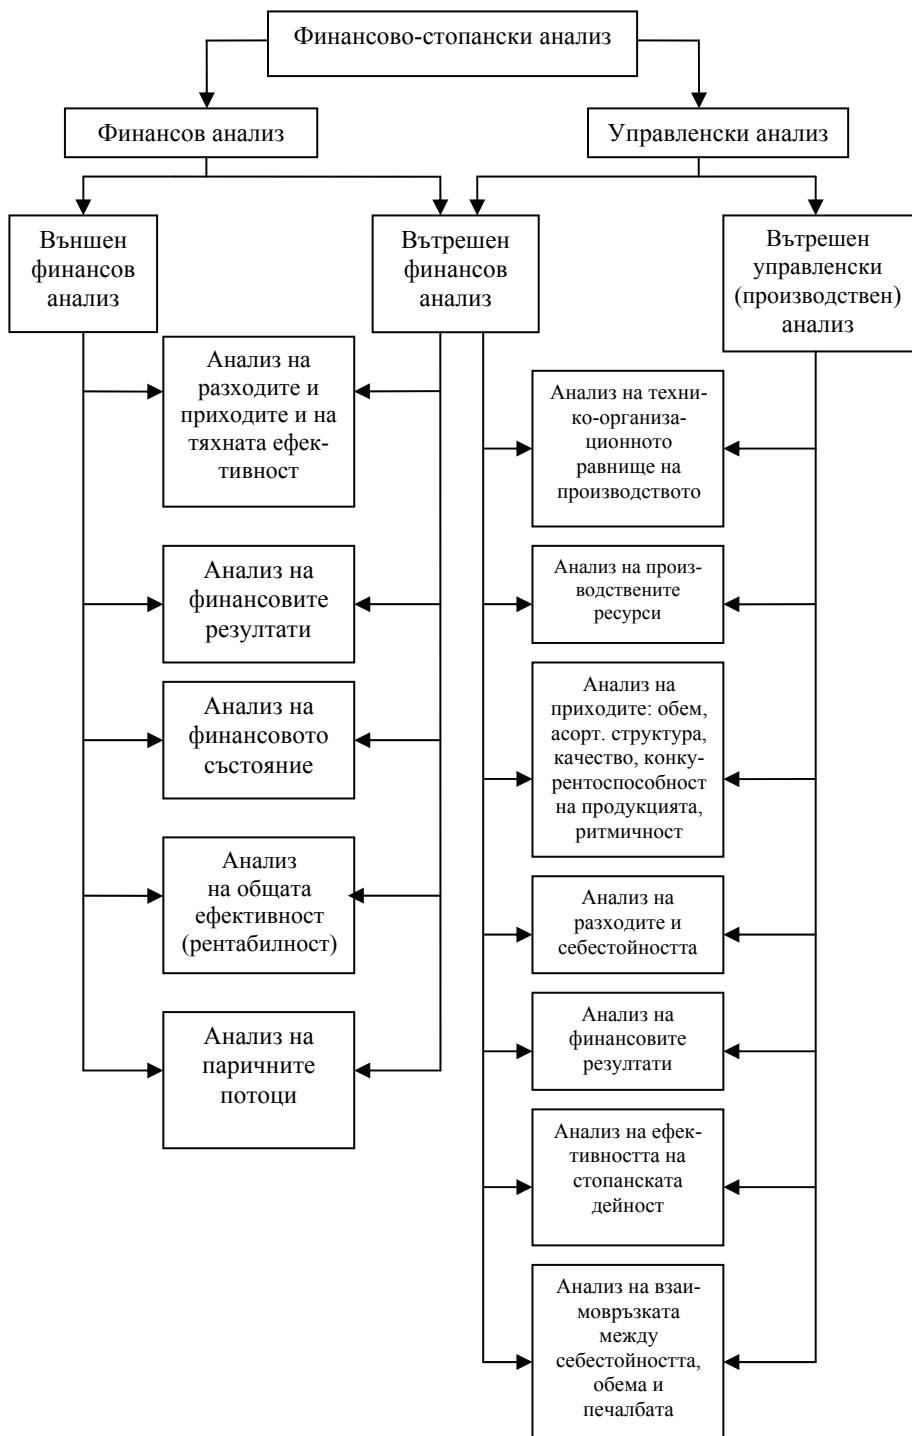 Финансово-стопански анализ
Финансов анализ
Управленски анализ
Външен
финансов
анализ
Вътрешен
финансов
анализ
Вътрешен
управленски
(производствен)
анализ
Анализ на
разходите и
приходите и на
тяхната ефек-
тивност
Анализ на
финансовите
резултати
Анализ на
финансовото
състояние
Анализ
на общата
ефективност
(рентабилност)
Анализ на
паричните
потоци
Анализ на техни-
ко-организа-
ционното
равнище на
производството
Анализ на произ-
водствените
ресурси
Анализ на
приходите: обем,
асорт. структура,
качество, конку-
рентоспособност
на продукцията,
ритмичност
Анализ на
разходите и
себестойността
Анализ на
финансовите
резултати
Анализ на ефек-
тивността на
стопанската
дейност
Анализ на взаи-
мовръзката
между
себестойността,
обема и
печалбата